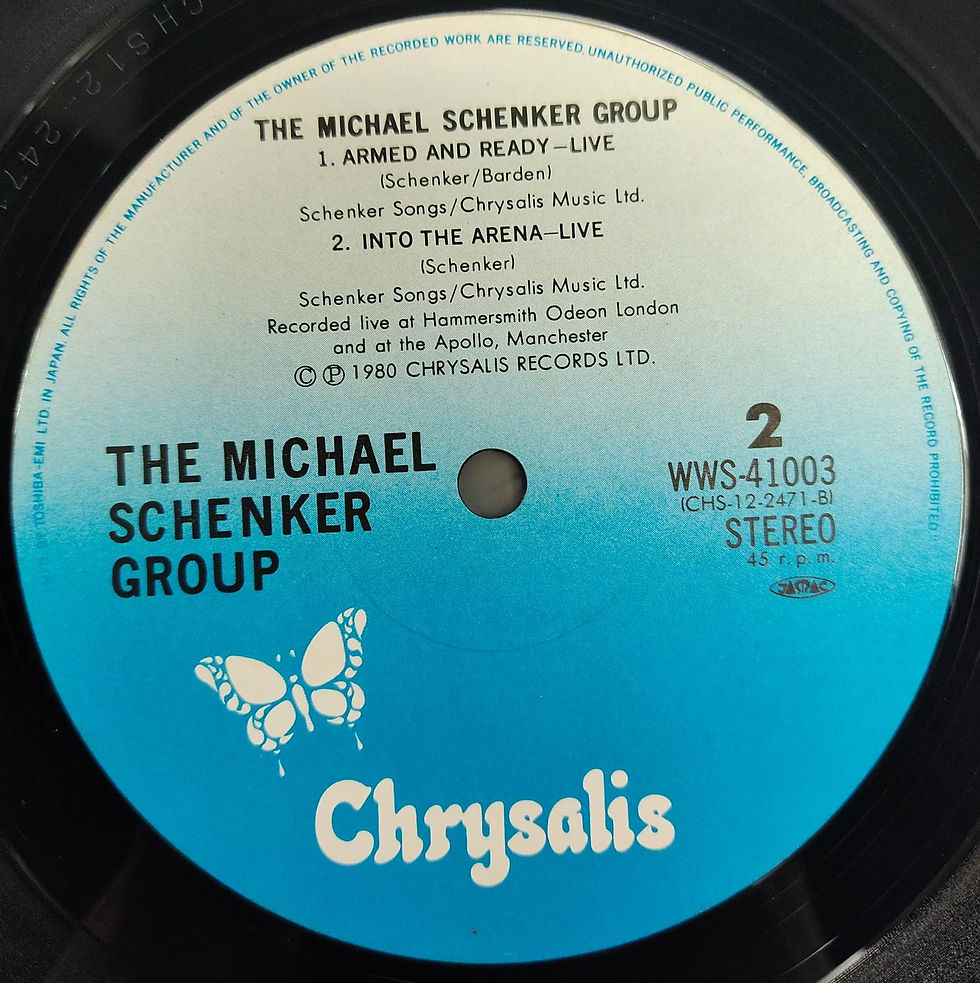 TOSHIBA-EMI LTD. IN JAPAN. ALL RIGHTS OF THE MANUFACTURER AND OF THE OWNER OF THE RECORDED WORK ARE RESERVED. UNAUTHORIZED PUBLIC PERFORMANCE, BROADCASTING AND COPYING OF THE RECORD PROHIBITED
THE MICHAEL SCHENKER GROUP
1. ARMED AND READY—LIVE
(Schenker/Barden)
Schenker Songs/Chrysalis Music Ltd.
2. INTO THE ARENA—LIVE
(Schenker)
Schenker Songs/Chrysalis Music Ltd.
Recorded live at Hammersmith Odeon London
and at the Apollo, Manchester
© ℗ 1980 CHRYSALIS RECORDS LTD.
THE MICHAEL
SCHENKER
GROUP
2
WWS-41003
(CHS-12-2471-B)
STEREO
45 r.p.m.
JASRAC
Chrysalis